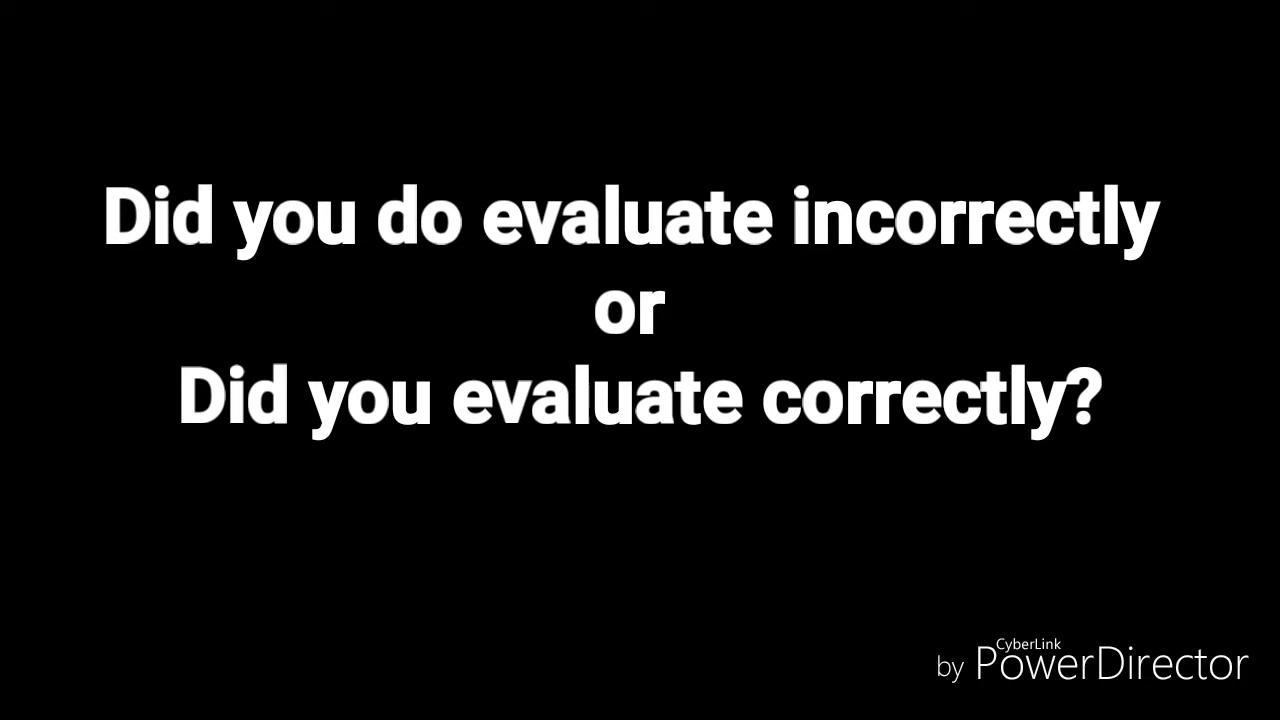 Did you do evaluate incorrectly
or
Did you evaluate correctly?
CyberLink
by PowerDirector